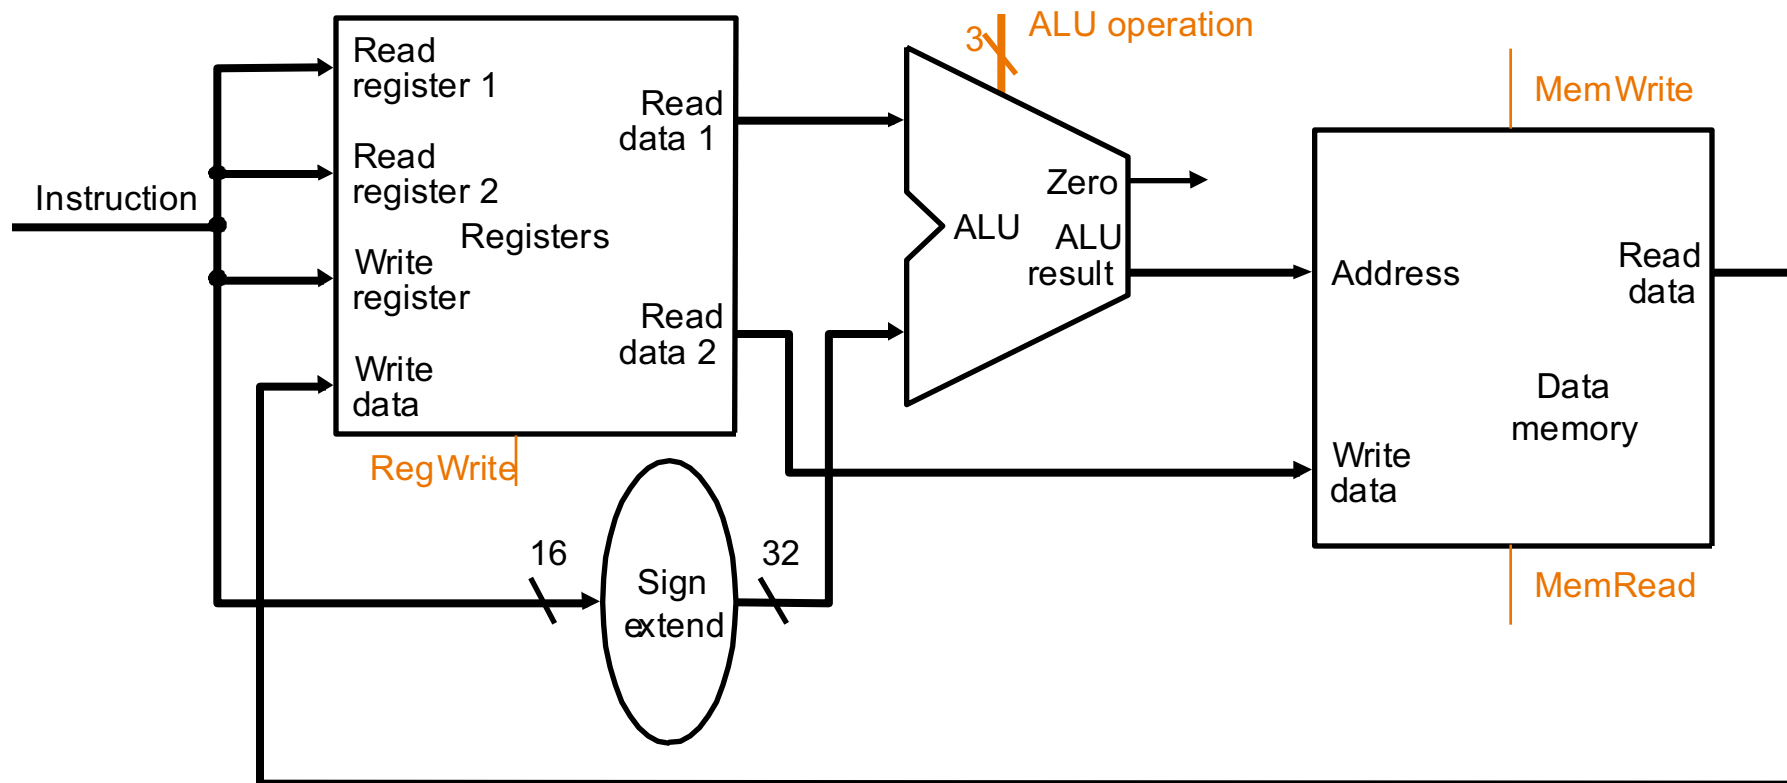 Instruction
Read
register 1
Read
register 2
Write
register
Write
data
Registers
Read
data 1
Read
data 2
RegWrite
16
Sign
extend
32
3
ALU operation
Zero
ALU
ALU
result
MemWrite
Address
Read
data
Data
memory
Write
data
MemRead